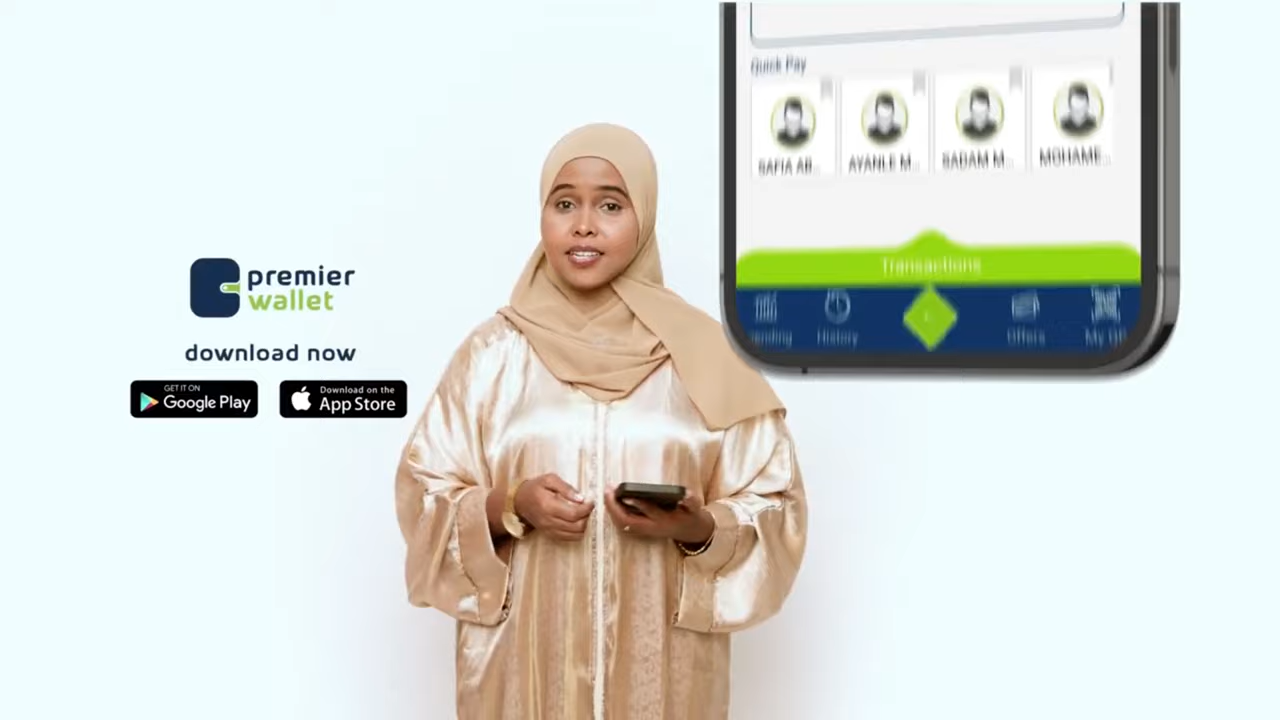 premier
wallet
download now
GET IT ON
Google Play
Download on the
App Store
Quick Pay
SAFIA AB...
AYANLE M...
SADAM M...
MOHAME...
Transactions
History
Offers